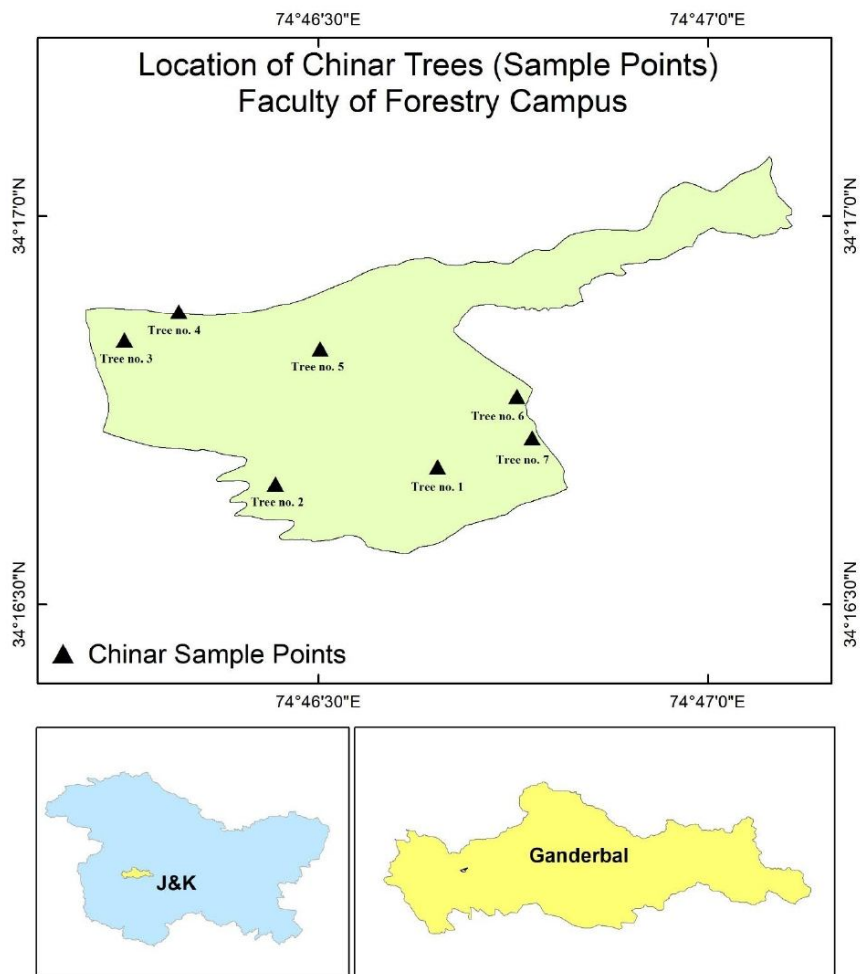 74°46'30"E
74°47'0"E
Location of Chinar Trees (Sample Points)
Faculty of Forestry Campus
34°17'0"N
34°17'0"N
Tree no. 4
Tree no. 3
Tree no. 5
Tree no. 6
Tree no. 7
Tree no. 1
Tree no. 2
34°16'30"N
34°16'30"N
Chinar Sample Points
74°46'30"E
74°47'0"E
J&K
Ganderbal